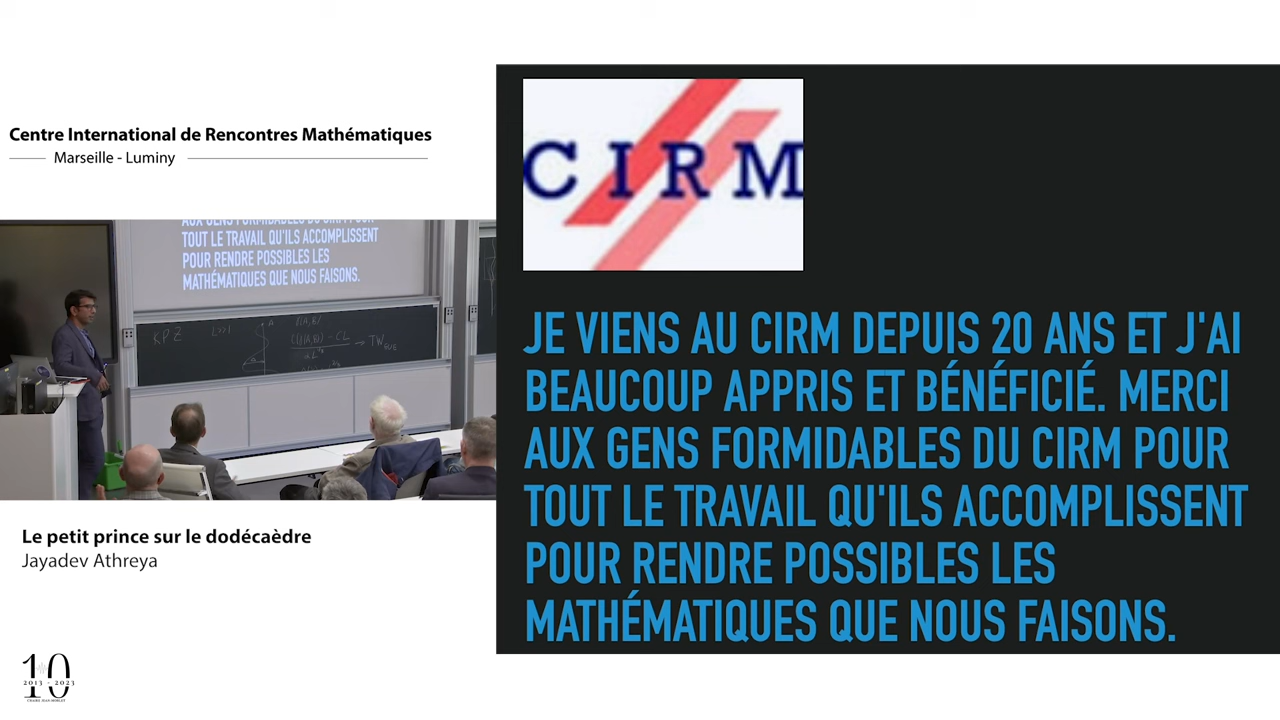 Centre International de Rencontres Mathématiques
Marseille - Luminy
TOUT LE TRAVAIL QU'ILS ACCOMPLISSENT
POUR RENDRE POSSIBLES LES
MATHÉMATIQUES QUE NOUS FAISONS.
KPZ
Le petit prince sur le dodécaèdre
Jayadev Athreya
10
2013 - 2023
CIRM
JE VIENS AU CIRM DEPUIS 20 ANS ET J'AI
BEAUCOUP APPRIS ET BÉNÉFICIÉ. MERCI
AUX GENS FORMIDABLES DU CIRM POUR
TOUT LE TRAVAIL QU'ILS ACCOMPLISSENT
POUR RENDRE POSSIBLES LES
MATHÉMATIQUES QUE NOUS FAISONS.